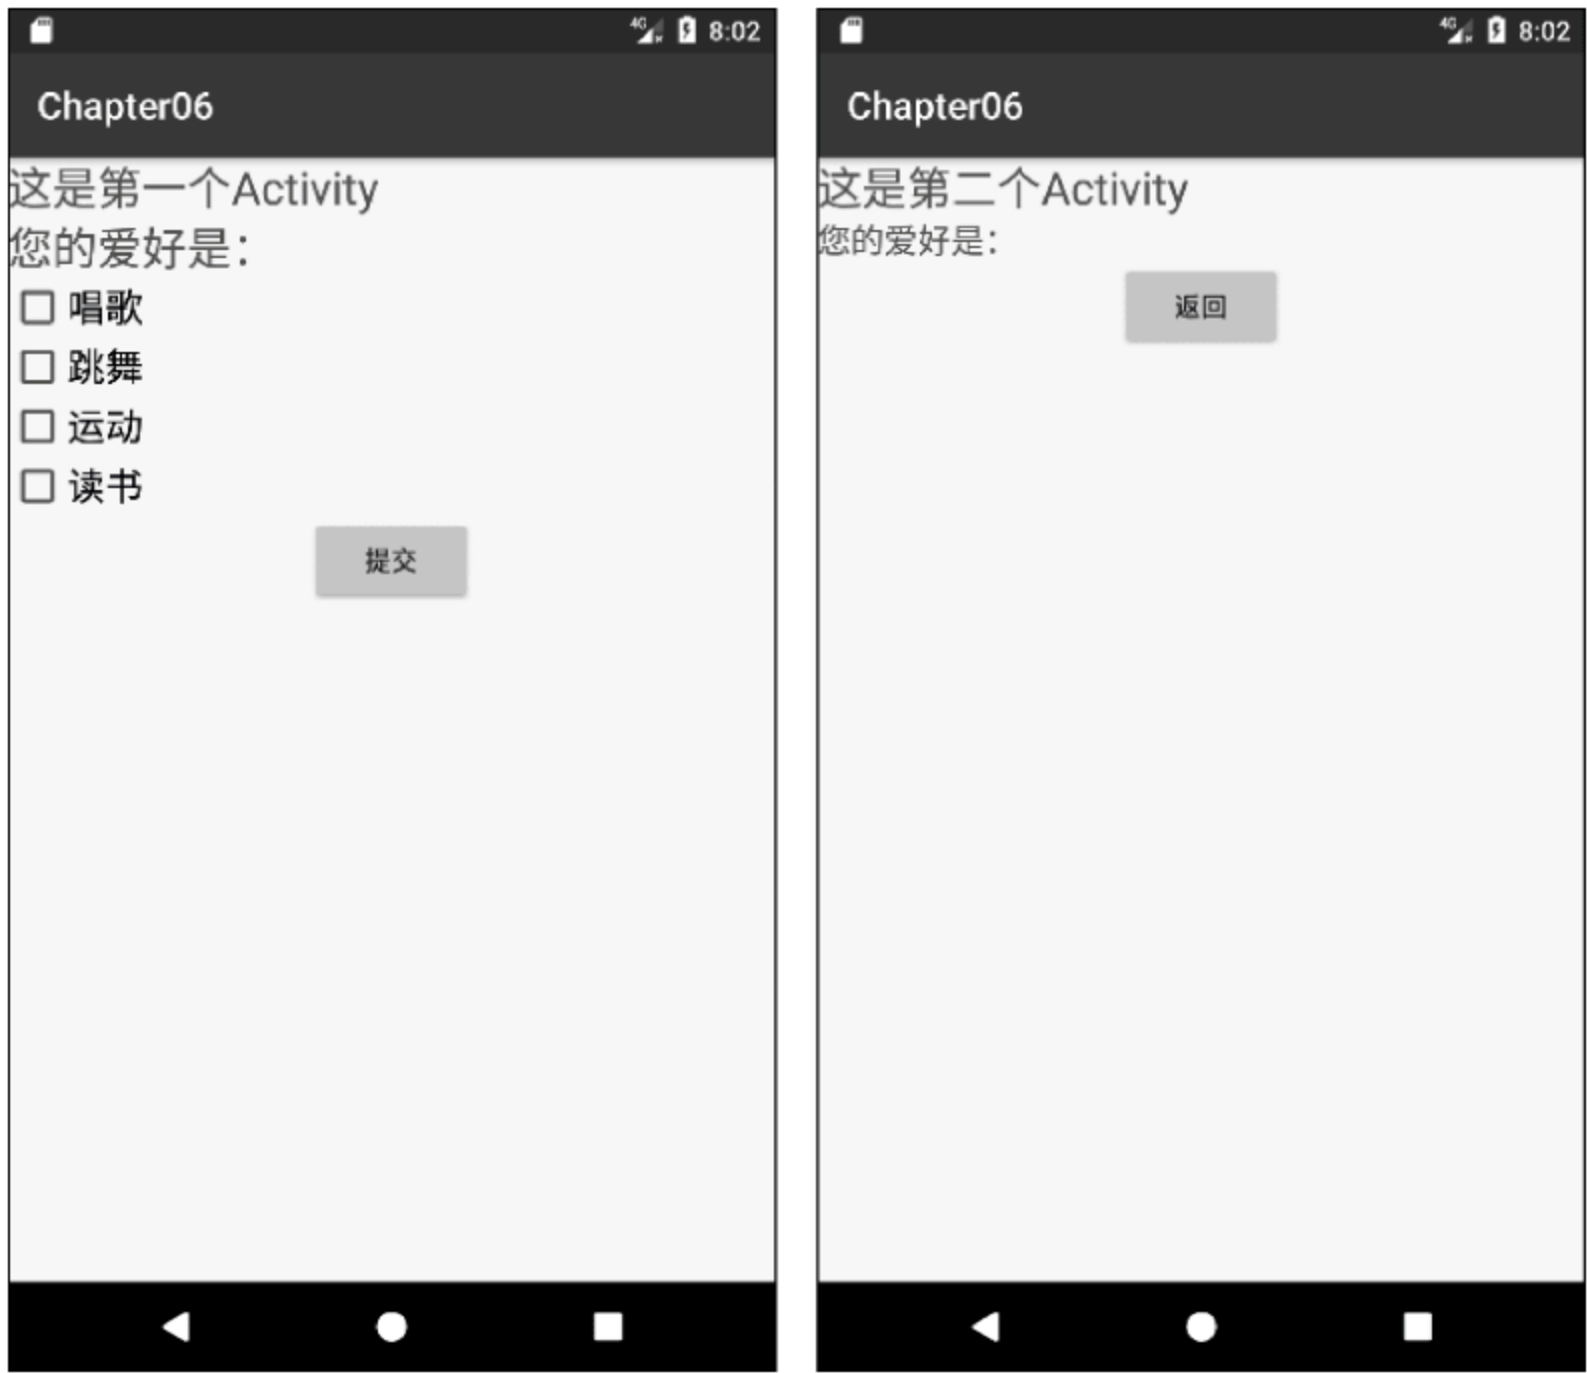 4G 8:02
Chapter06
这是第一个Activity
您的爱好是：
唱歌
跳舞
运动
读书
提交
4G 8:02
Chapter06
这是第二个Activity
您的爱好是：
返回